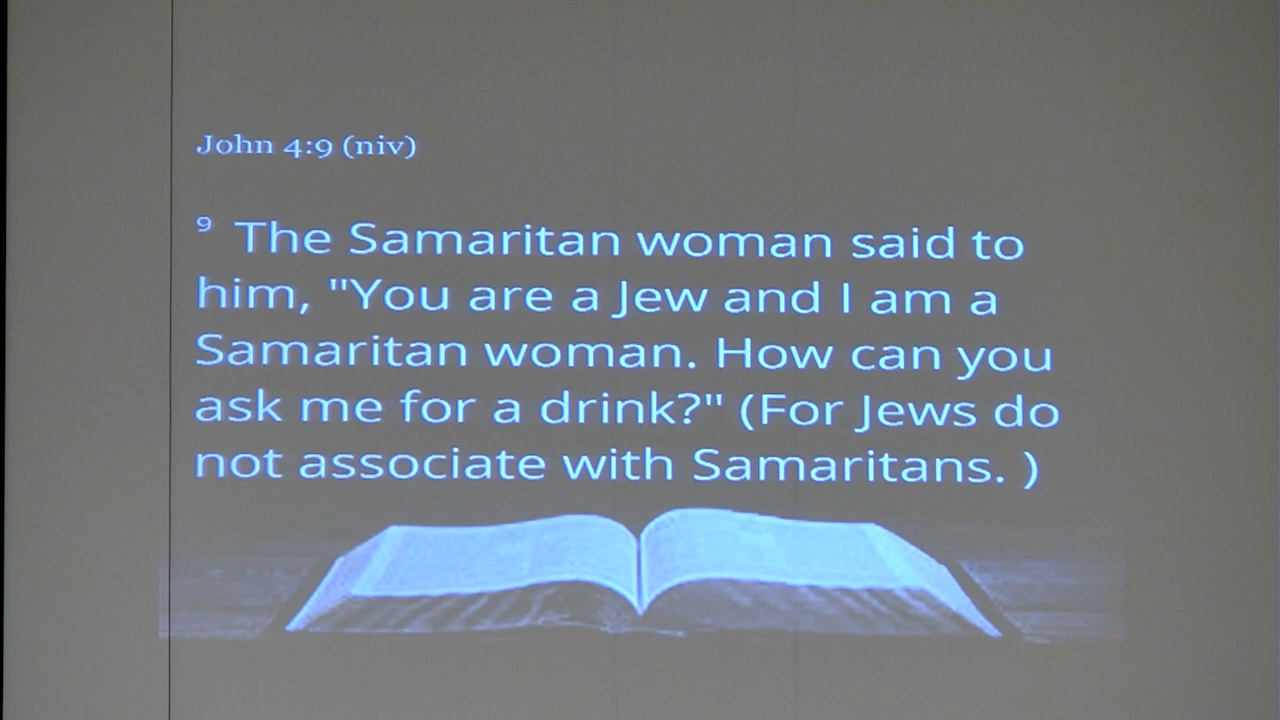 John 4:9 (niv)
⁹ The Samaritan woman said to
him, "You are a Jew and I am a
Samaritan woman. How can you
ask me for a drink?" (For Jews do
not associate with Samaritans. )